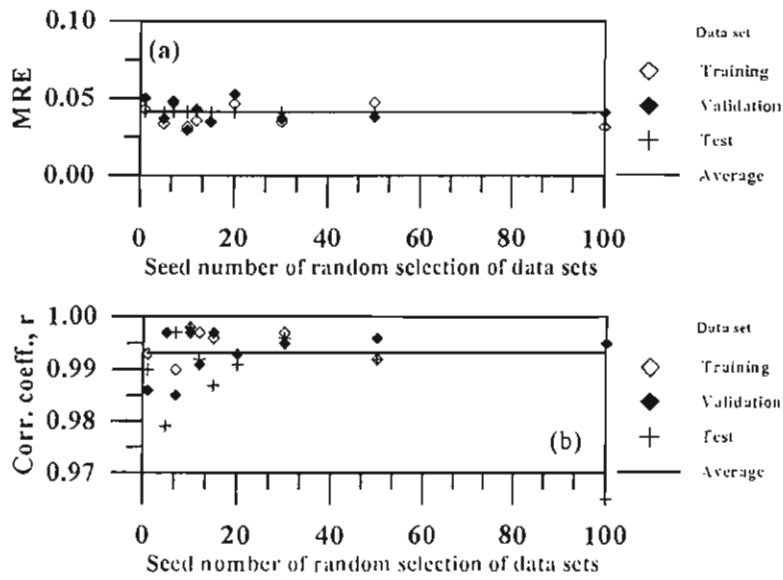 0.10
(a)
MRE
0.05
0.00
0 20 40 60 80 100
Seed number of random selection of data sets
Data set
Training
Validation
Test
Average
1.00
0.99
0.98
0.97
Corr. coeff., r
(b)
0 20 40 60 80 100
Seed number of random selection of data sets
Data set
Training
Validation
Test
Average